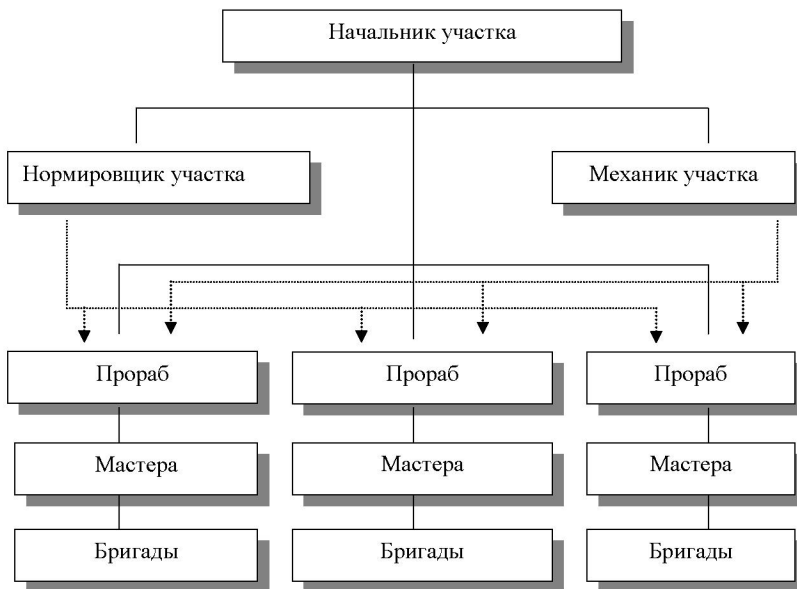 Начальник участка
Нормировщик участка
Механик участка
Прораб
Прораб
Прораб
Мастера
Мастера
Мастера
Бригады
Бригады
Бригады